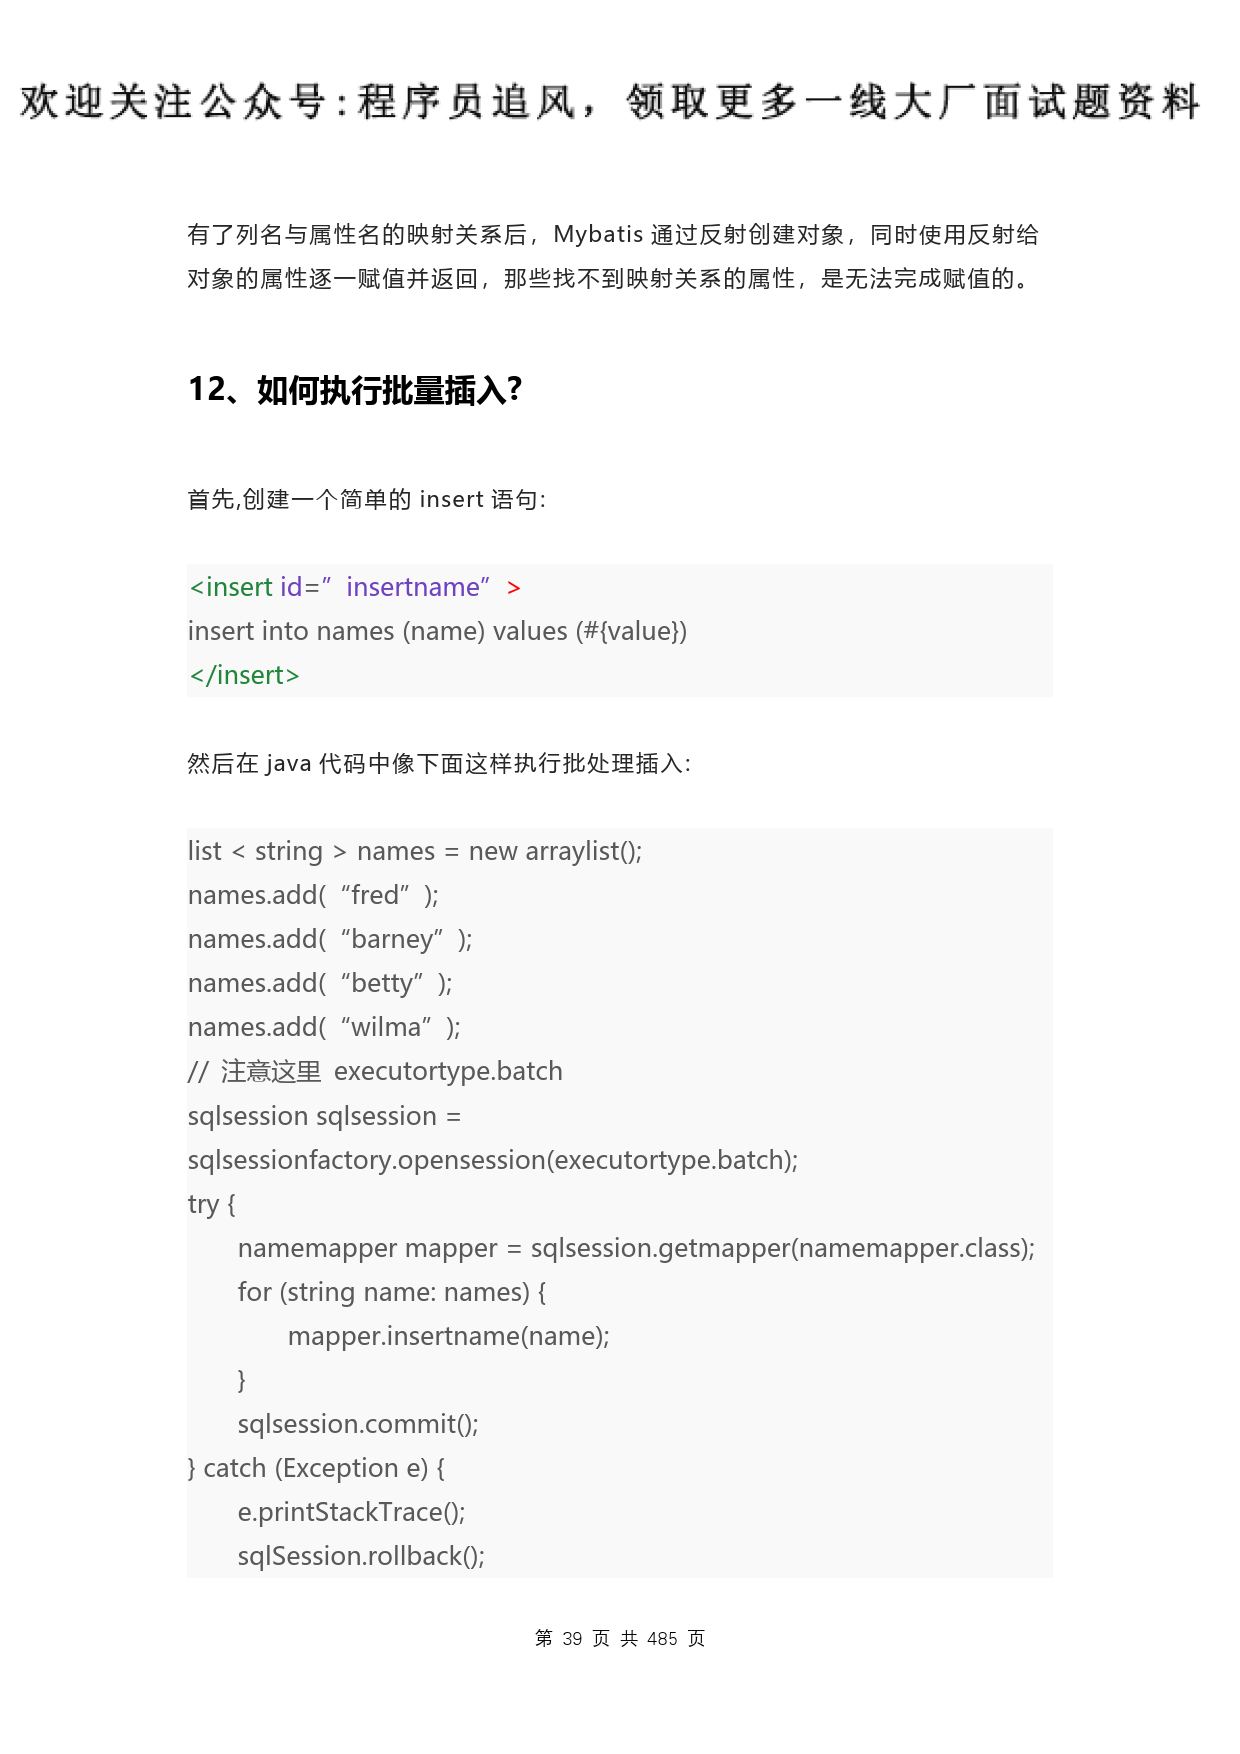 欢迎关注公众号:程序员追风，领取更多一线大厂面试题资料
有了列名与属性名的映射关系后，Mybatis 通过反射创建对象，同时使用反射给
对象的属性逐一赋值并返回，那些找不到映射关系的属性，是无法完成赋值的。
12、如何执行批量插入?
首先,创建一个简单的 insert 语句:
<insert id=”insertname”>
insert into names (name) values (#{value})
</insert>
然后在 java 代码中像下面这样执行批处理插入:
list < string > names = new arraylist();
names.add(“fred”);
names.add(“barney”);
names.add(“betty”);
names.add(“wilma”);
// 注意这里 executortype.batch
sqlsession sqlsession =
sqlsessionfactory.opensession(executortype.batch);
try {
namemapper mapper = sqlsession.getmapper(namemapper.class);
for (string name: names) {
mapper.insertname(name);
}
sqlsession.commit();
} catch (Exception e) {
e.printStackTrace();
sqlSession.rollback();
第 39 页 共 485 页